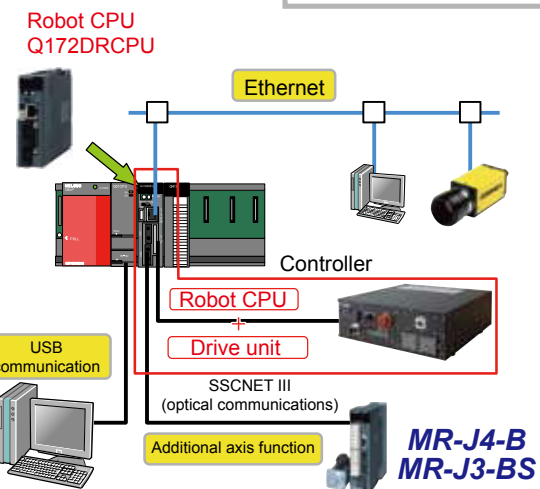 Robot CPU
Q172DRCPU
Ethernet
Controller
Robot CPU
+
Drive unit
USB
communication
SSCNET III
(optical communications)
Additional axis function
MR-J4-B
MR-J3-BS